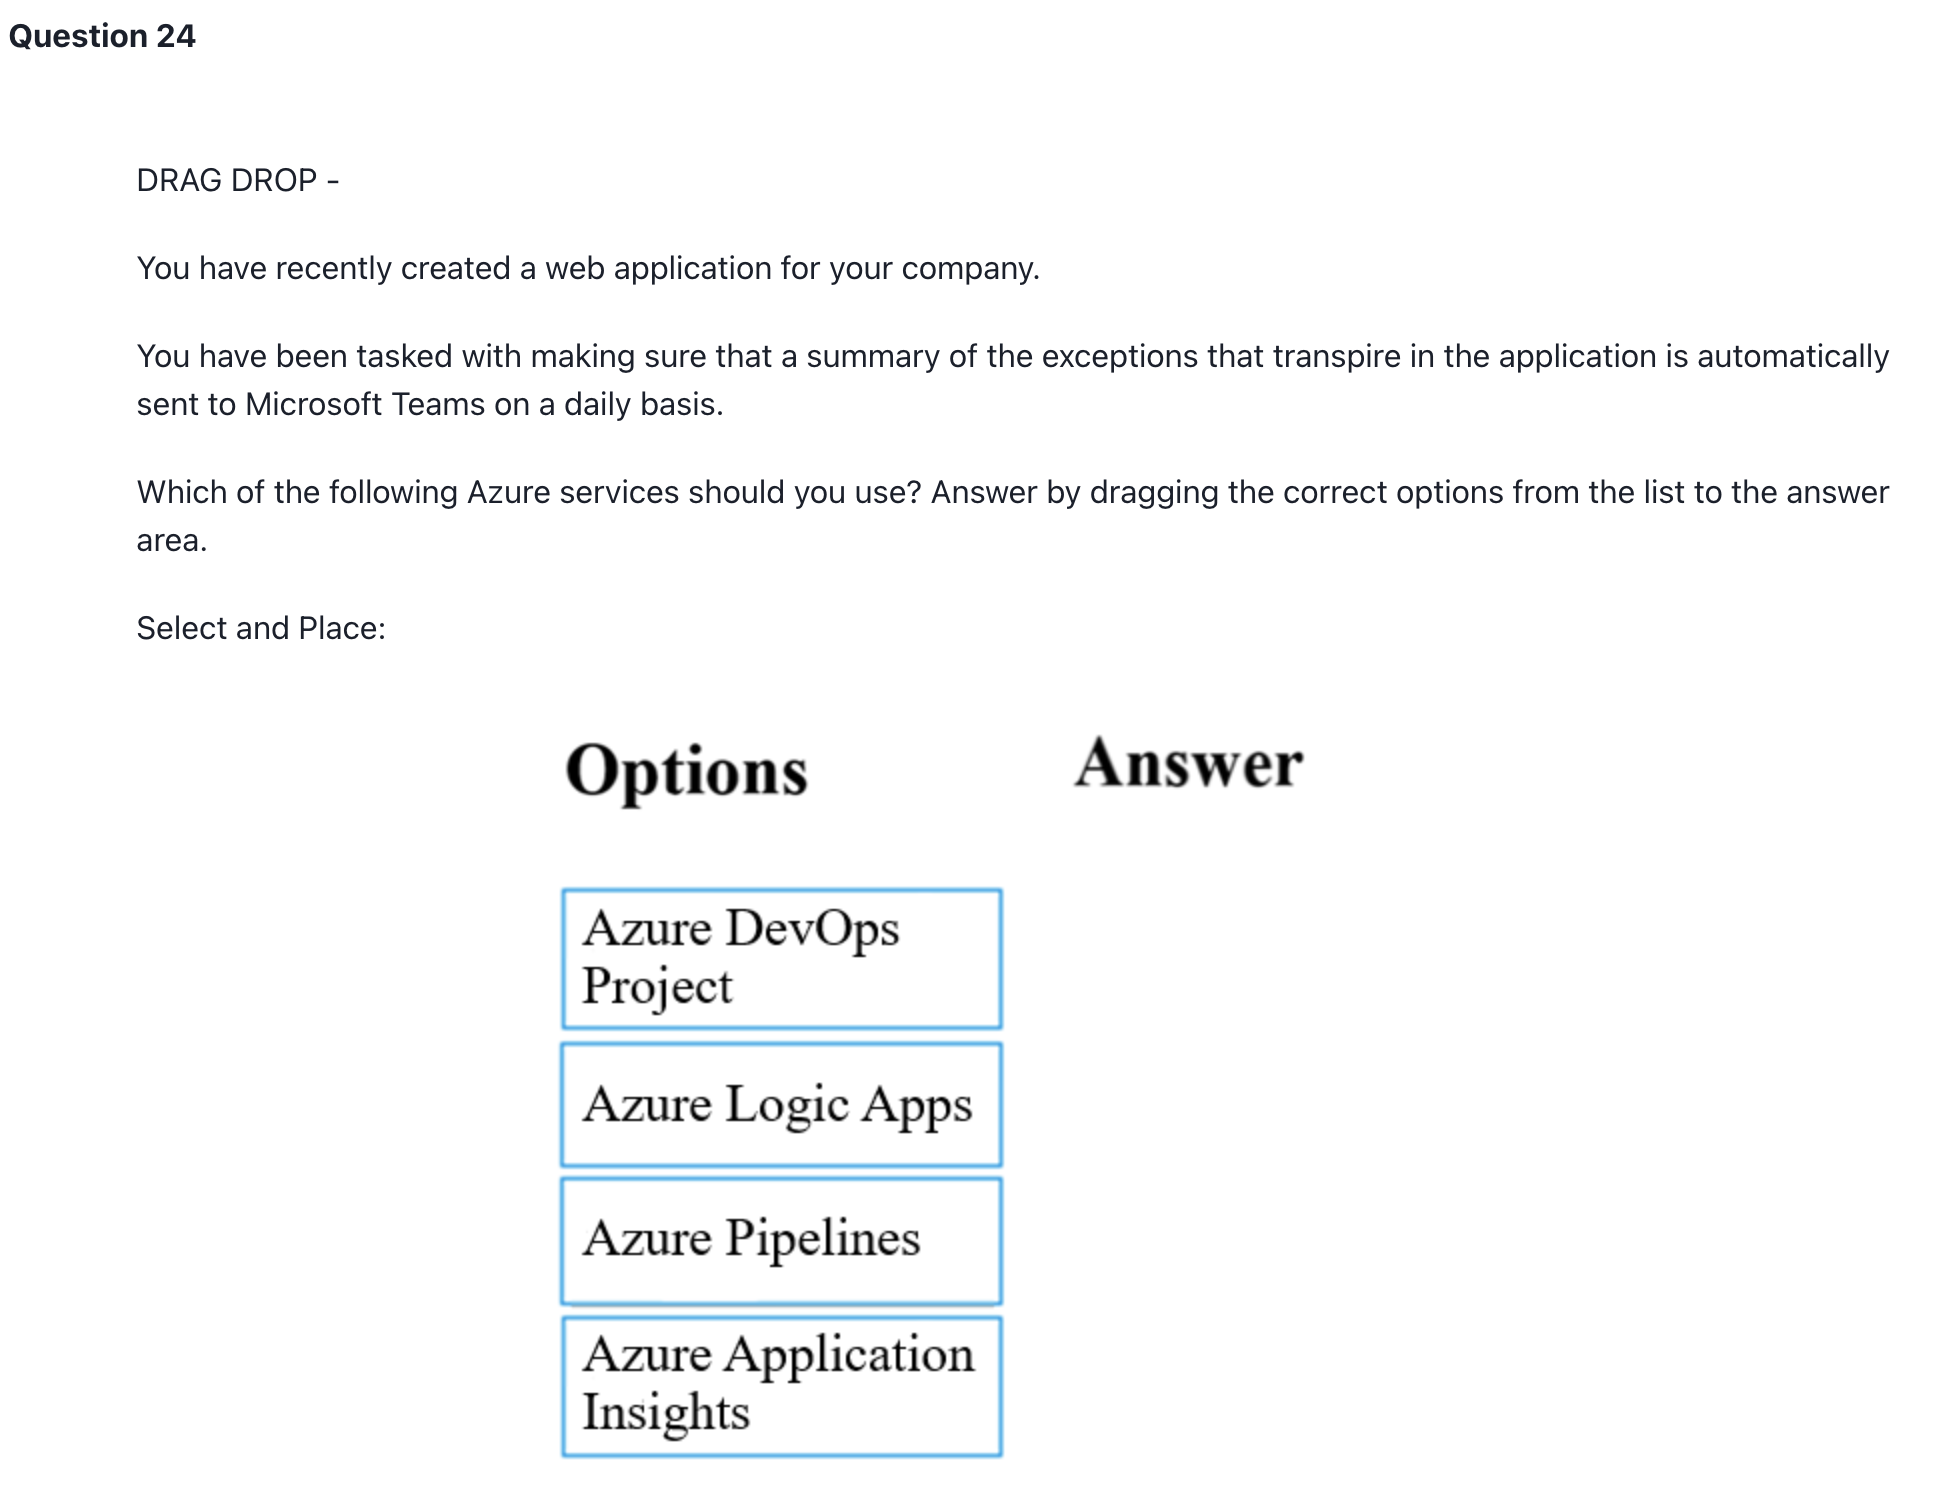 Question 24
DRAG DROP -
You have recently created a web application for your company.
You have been tasked with making sure that a summary of the exceptions that transpire in the application is automatically
sent to Microsoft Teams on a daily basis.
Which of the following Azure services should you use? Answer by dragging the correct options from the list to the answer
area.
Select and Place:
Options
Answer
Azure DevOps
Project
Azure Logic Apps
Azure Pipelines
Azure Application
Insights